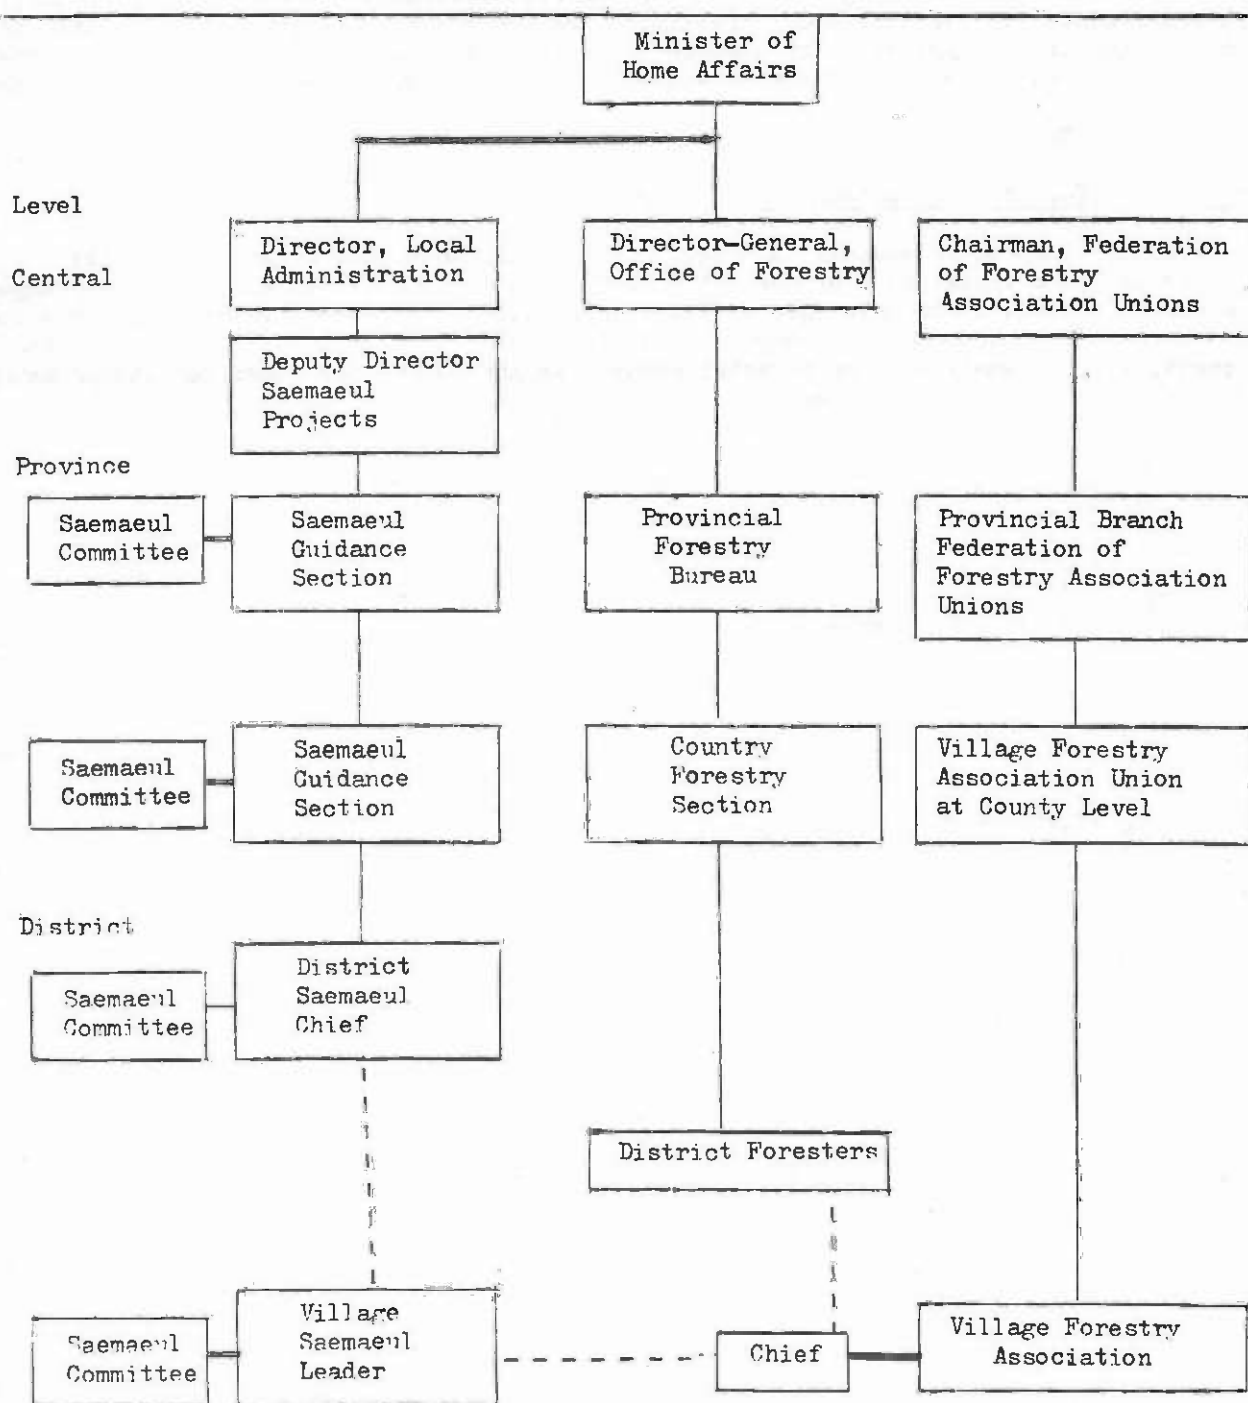 Minister of
Home Affairs
Level
Central
Director, Local
Administration
Director-General,
Office of Forestry
Chairman, Federation
of Forestry
Association Unions
Deputy Director
Saemaeul
Projects
Province
Saemaeul
Committee
Saemaeul
Guidance
Section
Provincial
Forestry
Bureau
Provincial Branch
Federation of
Forestry Association
Unions
Saemaeul
Committee
Saemaeul
Guidance
Section
Country
Forestry
Section
Village Forestry
Association Union
at County Level
District
Saemaeul
Committee
District
Saemaeul
Chief
District Foresters
Saemaeul
Committee
Village
Saemaeul
Leader
Chief
Village Forestry
Association